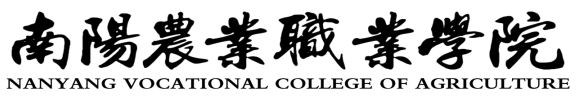 南陽農業職業學院
NANYANG VOCATIONAL COLLEGE OF AGRICULTURE